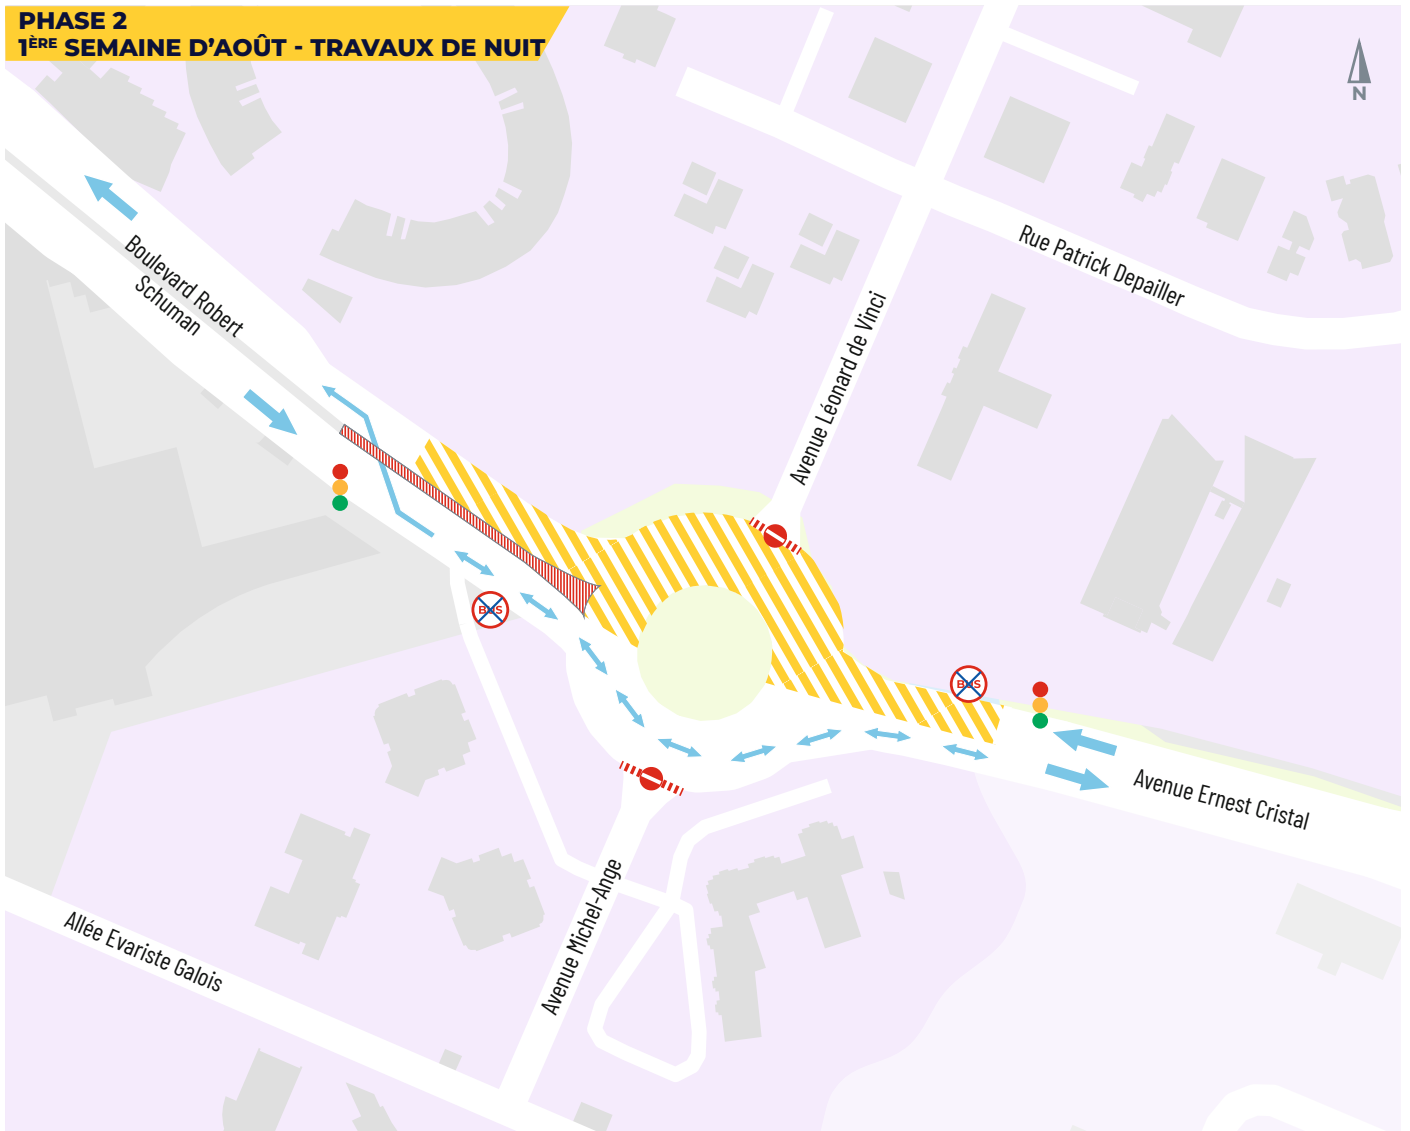 PHASE 2
1ÈRE SEMAINE D'AOÛT - TRAVAUX DE NUIT
N
Boulevard Robert
Schuman
Rue Patrick Depailler
Avenue Léonard de Vinci
BUS
BUS
Avenue Ernest Cristal
Avenue Michel-Ange
Allée Evariste Galois